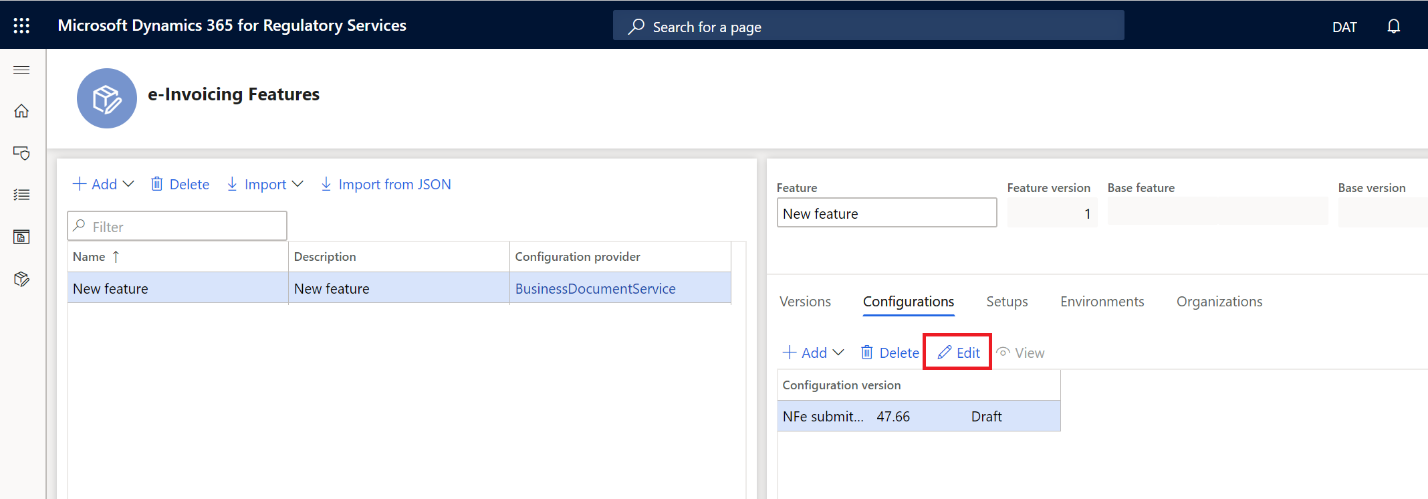 Microsoft Dynamics 365 for Regulatory Services
Search for a page
DAT
e-Invoicing Features
Add
Delete
Import
Import from JSON
Filter
Name ↑
Description
Configuration provider
New feature
New feature
BusinessDocumentService
Feature
Feature version
Base feature
Base version
New feature
1
Versions
Configurations
Setups
Environments
Organizations
Add
Delete
Edit
View
Configuration version
NFe submit...
47.66
Draft